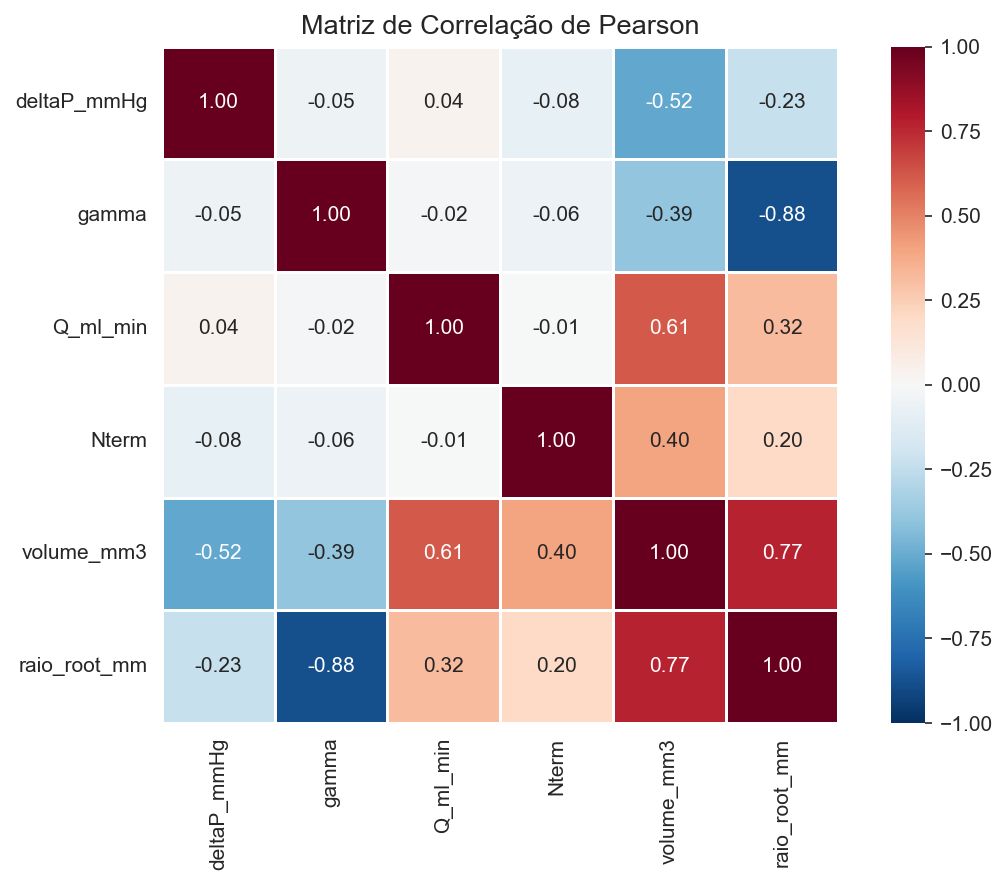 Matriz de Correlação de Pearson
deltaP_mmHg 1.00 -0.05 0.04 -0.08 -0.52 -0.23
gamma -0.05 1.00 -0.02 -0.06 -0.39 -0.88
Q_ml_min 0.04 -0.02 1.00 -0.01 0.61 0.32
Nterm -0.08 -0.06 -0.01 1.00 0.40 0.20
volume_mm3 -0.52 -0.39 0.61 0.40 1.00 0.77
raio_root_mm -0.23 -0.88 0.32 0.20 0.77 1.00
deltaP_mmHg gamma Q_ml_min Nterm volume_mm3 raio_root_mm
1.00
0.75
0.50
0.25
0.00
−0.25
−0.50
−0.75
−1.00